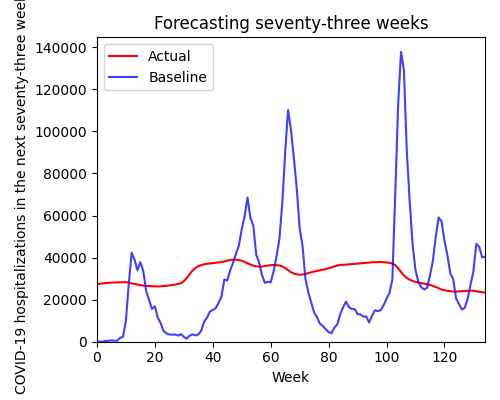 Forecasting seventy-three weeks
COVID-19 hospitalizations in the next seventy-three
140000
120000
100000
80000
60000
40000
20000
0
Actual
Baseline
0 20 40 60 80 100 120
Week